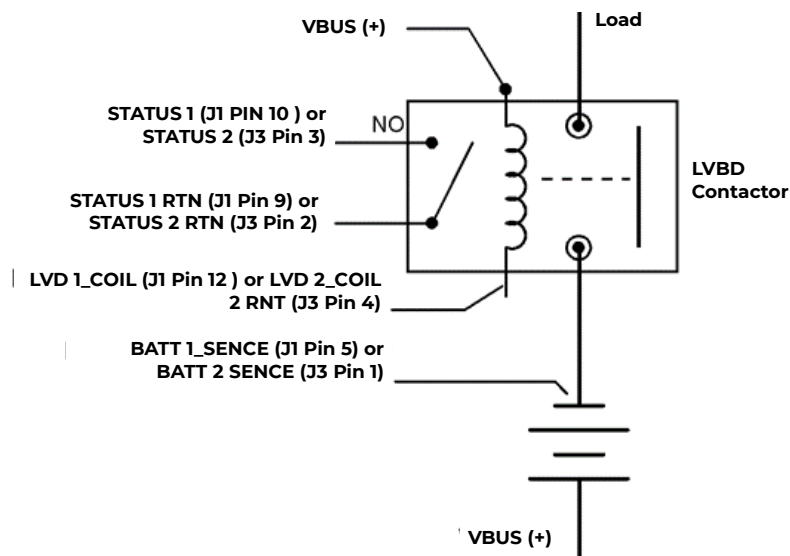 VBUS (+)
Load
STATUS 1 (J1 PIN 10 ) or
STATUS 2 (J3 Pin 3)
NO
STATUS 1 RTN (J1 Pin 9) or
STATUS 2 RTN (J3 Pin 2)
LVBD
Contactor
LVD 1_COIL (J1 Pin 12 ) or LVD 2_COIL
2 RNT (J3 Pin 4)
BATT 1_SENCE (J1 Pin 5) or
BATT 2 SENCE (J3 Pin 1)
VBUS (+)